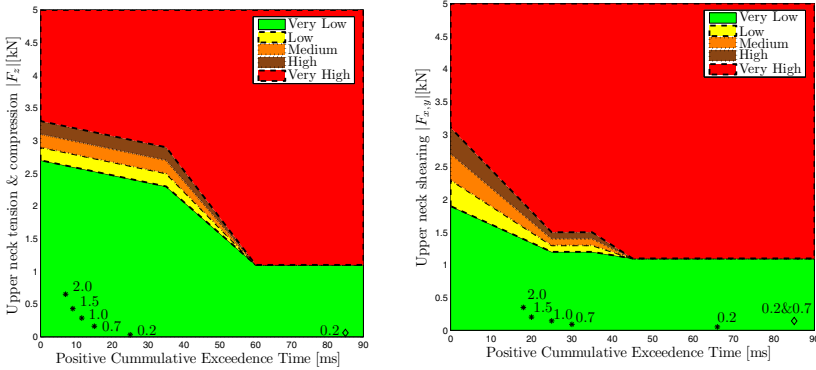 Upper neck tension & compression |F_z|[kN]
5
4.5
4
3.5
3
2.5
2
1.5
1
0.5
0
0 10 20 30 40 50 60 70 80 90
Positive Cummulative Exceedence Time [ms]
Very Low
Low
Medium
High
Very High
2.0
1.5
1.0
0.7
0.2
0.2
Upper neck shearing |F_{x,y}|[kN]
5
4.5
4
3.5
3
2.5
2
1.5
1
0.5
0
0 10 20 30 40 50 60 70 80 90
Positive Cummulative Exceedence Time [ms]
Very Low
Low
Medium
High
Very High
2.0
1.5
1.0
0.7
0.2
0.2&0.7